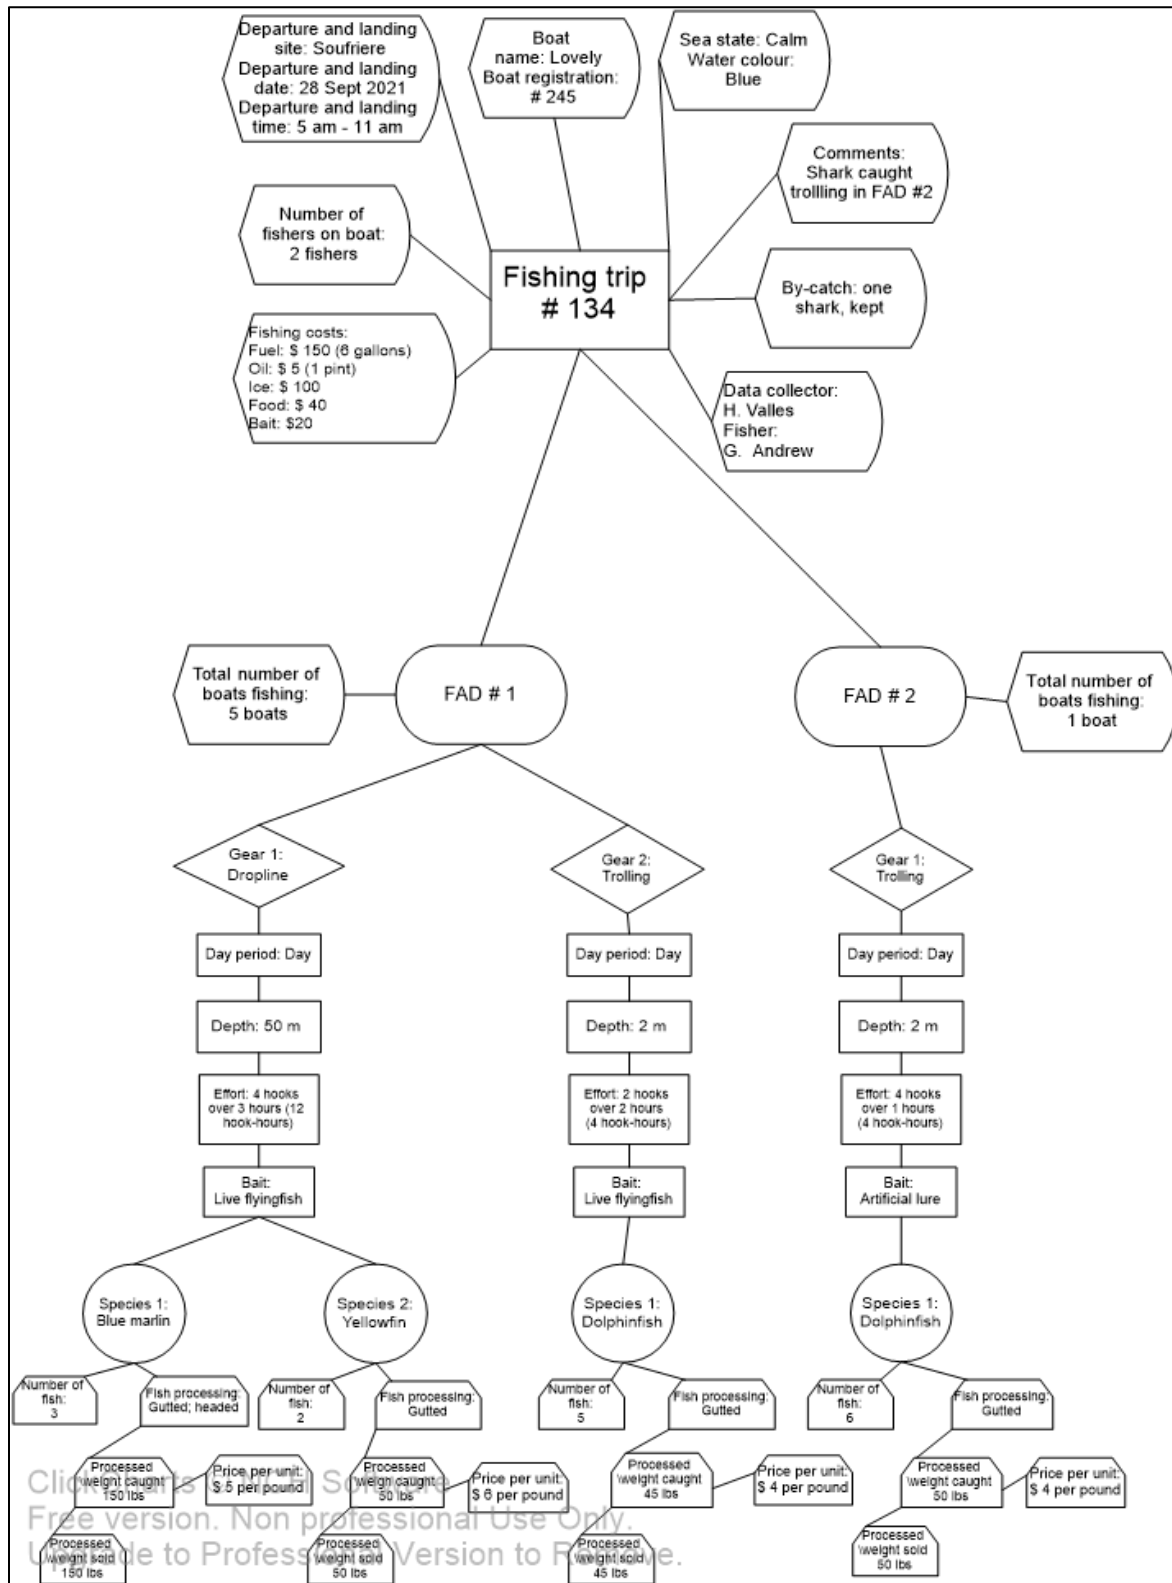 Departure and landing
site: Soufriere
Departure and landing
date: 28 Sept 2021
Departure and landing
time: 5 am - 11 am
Boat
name: Lovely
Boat registration:
# 245
Sea state: Calm
Water colour:
Blue
Comments:
Shark caught
trollling in FAD #2
Number of
fishers on boat:
2 fishers
Fishing trip
# 134
By-catch: one
shark, kept
Fishing costs:
Fuel: $ 150 (6 gallons)
Oil: $ 5 (1 pint)
Ice: $ 100
Food: $ 40
Bait: $20
Data collector:
H. Valles
Fisher:
G. Andrew
Total number of
boats fishing:
5 boats
FAD # 1
FAD # 2
Total number of
boats fishing:
1 boat
Gear 1:
Dropline
Gear 2:
Trolling
Gear 1:
Trolling
Day period: Day
Day period: Day
Day period: Day
Depth: 50 m
Depth: 2 m
Depth: 2 m
Effort: 4 hooks
over 3 hours (12
hook-hours)
Effort: 2 hooks
over 2 hours
(4 hook-hours)
Effort: 4 hooks
over 1 hours
(4 hook-hours)
Bait:
Live flyingfish
Bait:
Live flyingfish
Bait:
Artificial lure
Species 1:
Blue marlin
Species 2:
Yellowfin
Species 1:
Dolphinfish
Species 1:
Dolphinfish
Number of
fish:
3
Fish processing:
Gutted; headed
Number of
fish:
2
Fish processing:
Gutted
Number of
fish:
5
Fish processing:
Gutted
Number of
fish:
6
Fish processing:
Gutted
Processed
weight caught
150 lbs
Price per unit:
$ 5 per pound
Processed
weight caught
50 lbs
Price per unit:
$ 6 per pound
Processed
weight caught
45 lbs
Price per unit:
$ 4 per pound
Processed
weight caught
50 lbs
Price per unit:
$ 4 per pound
Processed
weight sold
150 lbs
Processed
weight sold
50 lbs
Processed
weight sold
45 lbs
Processed
weight sold
50 lbs
ClickCharts © NCH Software
Free version. Non professional Use Only.
Upgrade to Professional Version to Remove.